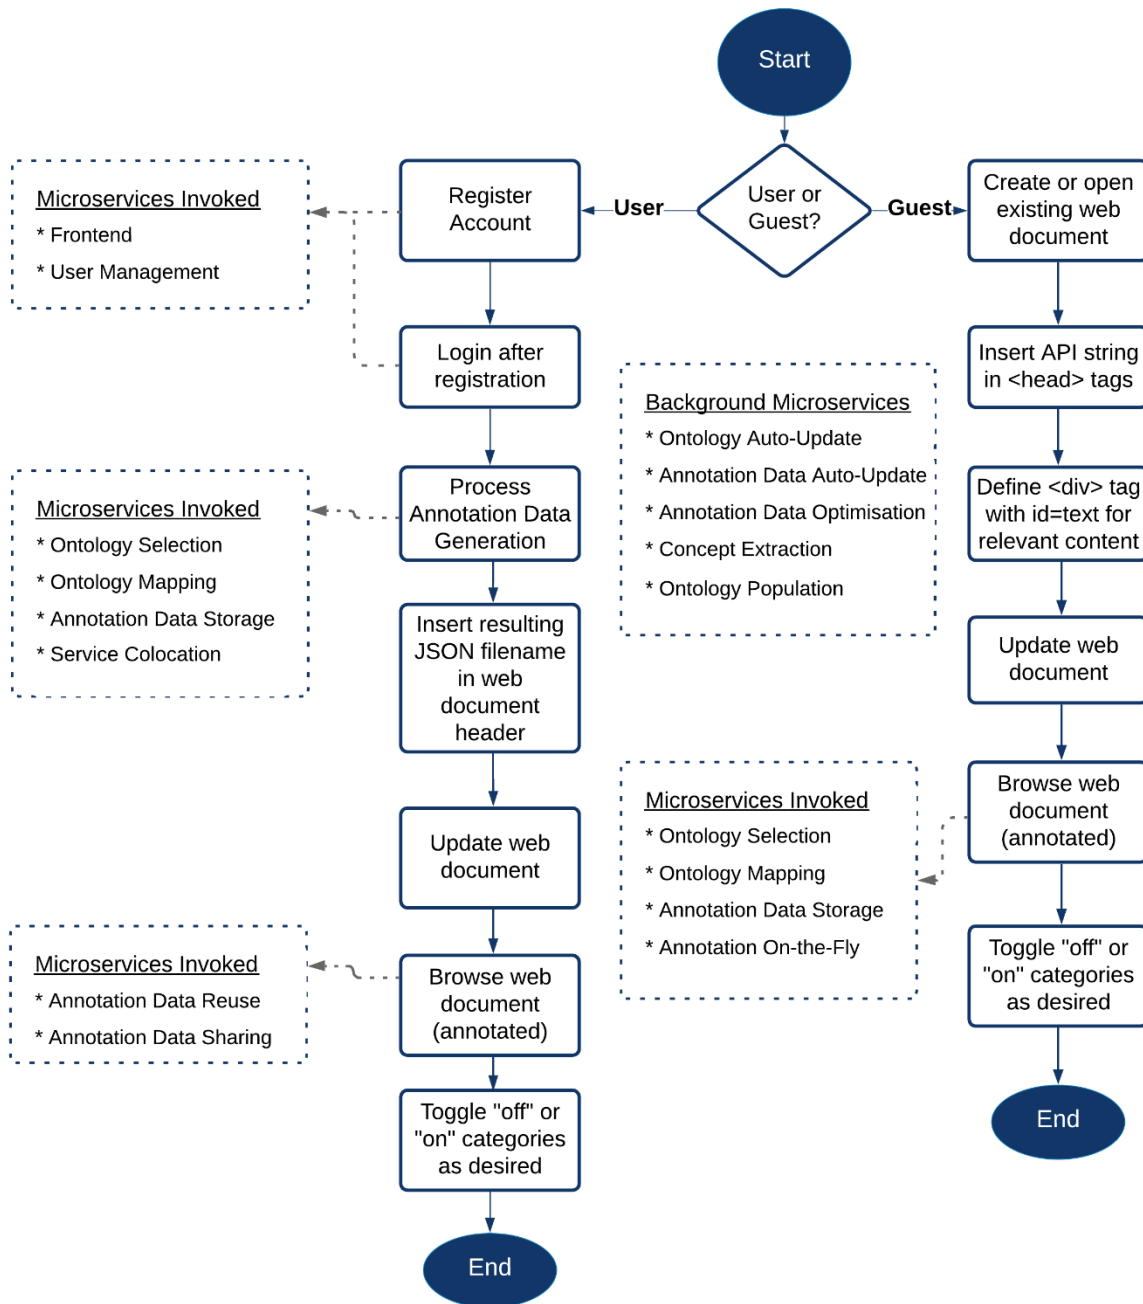 Start
User or
Guest?
User
Guest
Register
Account
Microservices Invoked
* Frontend
* User Management
Login after
registration
Process
Annotation Data
Generation
Microservices Invoked
* Ontology Selection
* Ontology Mapping
* Annotation Data Storage
* Service Colocation
Insert resulting
JSON filename
in web
document
header
Update web
document
Browse web
document
(annotated)
Microservices Invoked
* Annotation Data Reuse
* Annotation Data Sharing
Toggle "off" or
"on" categories
as desired
End
Background Microservices
* Ontology Auto-Update
* Annotation Data Auto-Update
* Annotation Data Optimisation
* Concept Extraction
* Ontology Population
Create or open
existing web
document
Insert API string
in <head> tags
Define <div> tag
with id=text for
relevant content
Update web
document
Browse web
document
(annotated)
Microservices Invoked
* Ontology Selection
* Ontology Mapping
* Annotation Data Storage
* Annotation On-the-Fly
Toggle "off" or
"on" categories
as desired
End